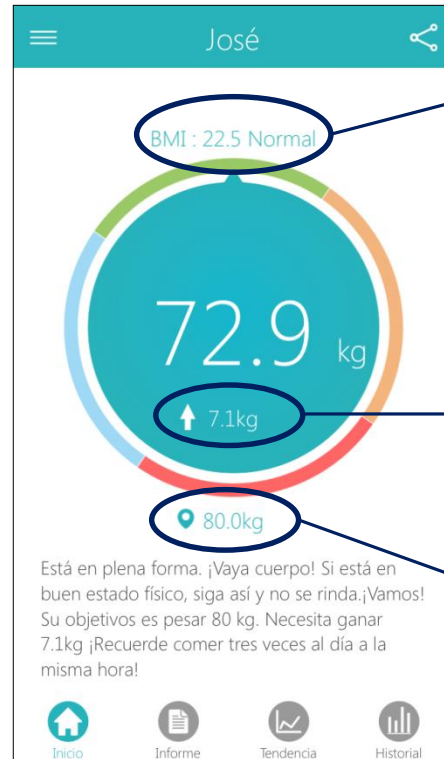 José
BMI : 22.5 Normal
72.9 kg
7.1kg
80.0kg
Está en plena forma. ¡Vaya cuerpo! Si está en
buen estado físico, siga así y no se rinda.¡Vamos!
Su objetivos es pesar 80 kg. Necesita ganar
7.1kg ¡Recuerde comer tres veces al día a la
misma hora!
Inicio Informe Tendencia Historial